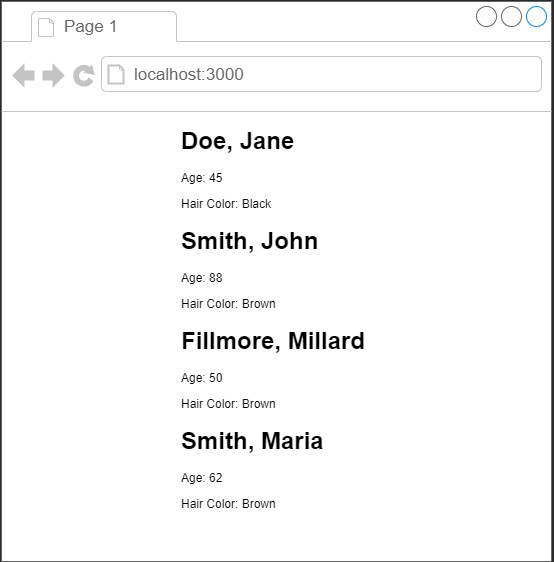 Page 1
localhost:3000
Doe, Jane
Age: 45
Hair Color: Black
Smith, John
Age: 88
Hair Color: Brown
Fillmore, Millard
Age: 50
Hair Color: Brown
Smith, Maria
Age: 62
Hair Color: Brown